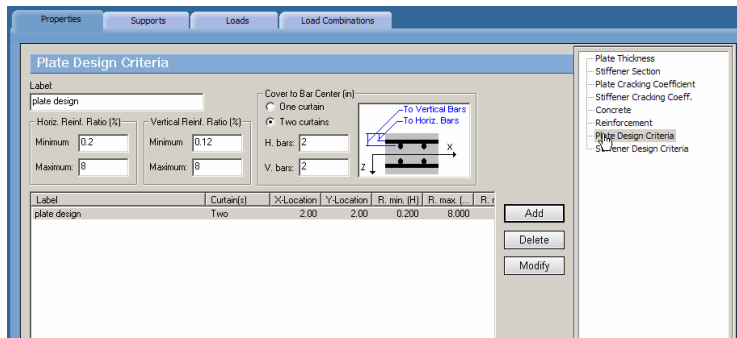 Properties
Supports
Loads
Load Combinations
Plate Design Criteria
Label:
plate design
Horiz. Reinf. Ratio (%)
Minimum 0.2
Maximum: 8
Vertical Reinf. Ratio (%)
Minimum 0.12
Maximum: 8
Cover to Bar Center (in)
One curtain
Two curtains
H. bars: 2
V. bars: 2
To Vertical Bars
To Horiz. Bars
X
Z
Label Curtain(s) X-Location Y-Location R. min. (H) R. max. (...
plate design Two 2.00 2.00 0.200 8.000
Add
Delete
Modify
Plate Thickness
Stiffener Section
Plate Cracking Coefficient
Stiffener Cracking Coeff.
Concrete
Reinforcement
Plate Design Criteria
Stiffener Design Criteria